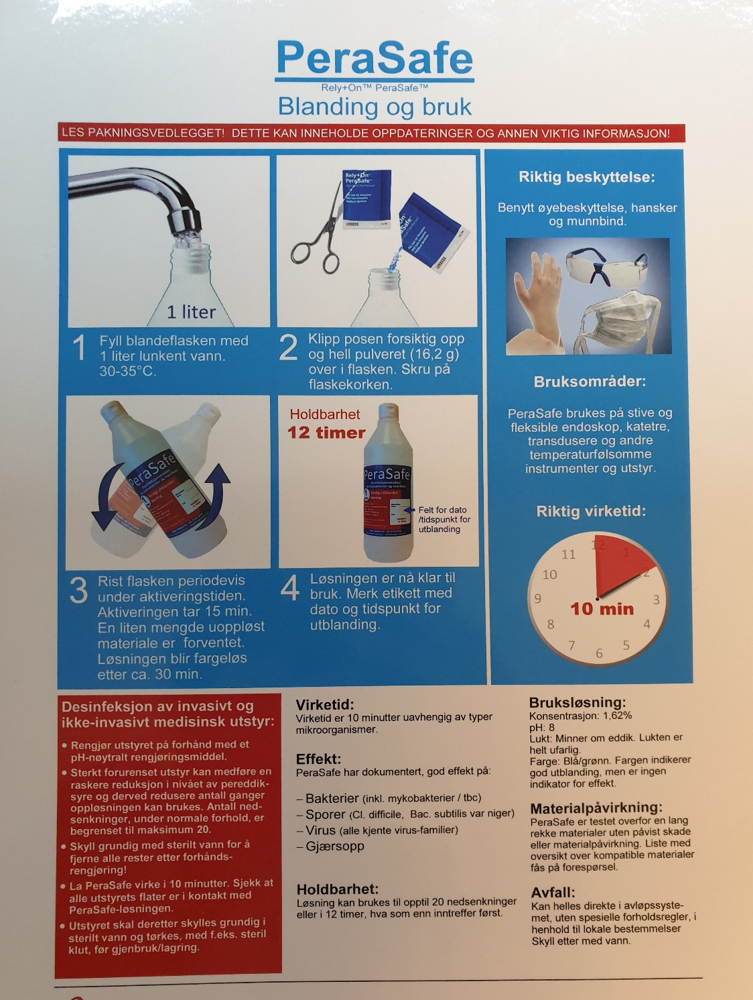 PeraSafe
Rely+On™ PeraSafe™
Blanding og bruk
LES PAKNINGSVEDLEGGET! DETTE KAN INNEHOLDE OPPDATERINGER OG ANNEN VIKTIG INFORMASJON!
1 liter
1 Fyll blandeflasken med
1 liter lunkent vann.
30-35°C.
Rely+On™
PeraSafe™
2 Klipp posen forsiktig opp
og hell pulveret (16,2 g)
over i flasken. Skru på
flaskekorken.
PeraSafe
3 Rist flasken periodevis
under aktiveringstiden.
Aktiveringen tar 15 min.
En liten mengde uoppløst
materiale er forventet.
Løsningen blir fargeløs
etter ca. 30 min.
Holdbarhet
12 timer
PeraSafe
Felt for dato
/tidspunkt for
utblanding
4 Løsningen er nå klar til
bruk. Merk etikett med
dato og tidspunkt for
utblanding.
Riktig beskyttelse:
Benytt øyebeskyttelse, hansker
og munnbind.
Bruksområder:
PeraSafe brukes på stive og
fleksible endoskop, katetre,
transdusere og andre
temperaturfølsomme
instrumenter og utstyr.
Riktig virketid:
12
1
2
3
4
5
6
7
8
9
10
11
10 min
Desinfeksjon av invasivt og
ikke-invasivt medisinsk utstyr:
• Rengjør utstyret på forhånd med et
pH-nøytralt rengjøringsmiddel.
• Sterkt forurenset utstyr kan medføre en
raskere reduksjon i nivået av pereddik-
syre og derved redusere antall ganger
oppløsningen kan brukes. Antall ned-
senkninger, under normale forhold, er
begrenset til maksimum 20.
• Skyll grundig med sterilt vann for å
fjerne alle rester etter forhånds-
rengjøring!
• La PeraSafe virke i 10 minutter. Sjekk at
alle utstyrets flater er i kontakt med
PeraSafe-løsningen.
• Utstyret skal deretter skylles grundig i
sterilt vann og tørkes, med f.eks. steril
klut, før gjenbruk/lagring.
Virketid:
Virketid er 10 minutter uavhengig av typer
mikroorganismer.
Effekt:
PeraSafe har dokumentert, god effekt på:
– Bakterier (inkl. mykobakterier / tbc)
– Sporer (Cl. difficile, Bac. subtilis var niger)
– Virus (alle kjente virus-familier)
– Gjærsopp
Holdbarhet:
Løsning kan brukes til opptil 20 nedsenkninger
eller i 12 timer, hva som enn inntreffer først.
Bruksløsning:
Konsentrasjon: 1,62%
pH: 8
Lukt: Minner om eddik. Lukten er
helt ufarlig.
Farge: Blå/grønn. Fargen indikerer
god utblanding, men er ingen
indikator for effekt.
Materialpåvirkning:
PeraSafe er testet overfor en lang
rekke materialer uten påvist skade
eller materialpåvirkning. Liste med
oversikt over kompatible materialer
fås på forespørsel.
Avfall:
Kan helles direkte i avløpssyste-
met, uten spesielle forholdsregler, i
henhold til lokale bestemmelser
Skyll etter med vann.